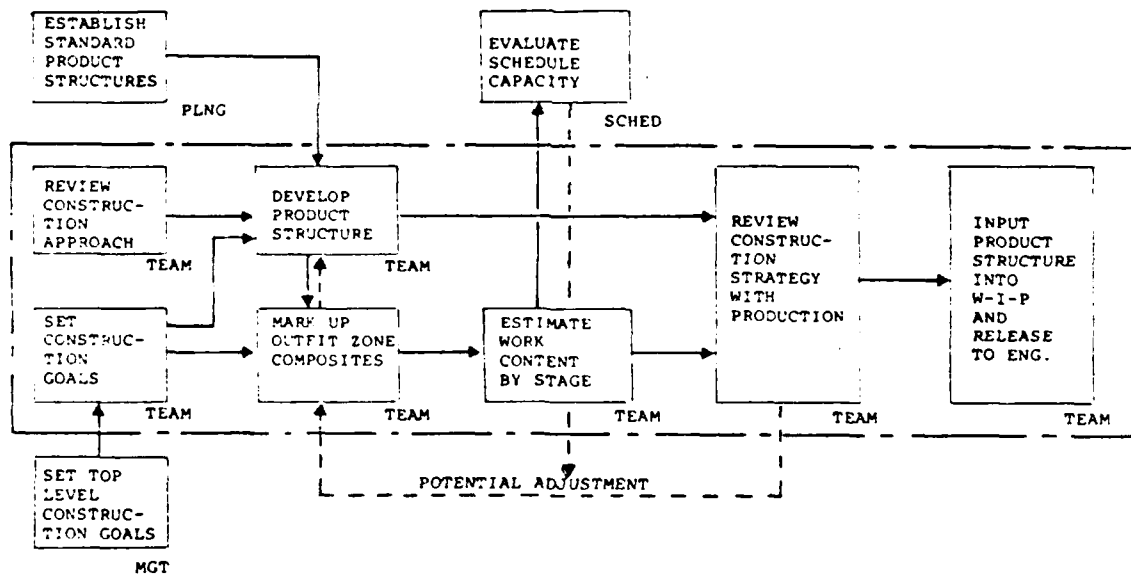 ESTABLISH
STANDARD
PRODUCT
STRUCTURES
PLNG
EVALUATE
SCHEDULE
CAPACITY
SCHED
REVIEW
CONSTRUC-
TION
APPROACH
TEAM
DEVELOP
PRODUCT
STRUCTURE
TEAM
SET
CONSTRUC-
TION
GOALS
TEAM
MARK UP
OUTFIT ZONE
COMPOSITES
TEAM
ESTIMATE
WORK
CONTENT
BY STAGE
TEAM
REVIEW
CONSTRUC-
TION
STRATEGY
WITH
PRODUCTION
TEAM
INPUT
PRODUCT
STRUCTURE
INTO
W-I-P
AND
RELEASE
TO ENG.
TEAM
SET TOP
LEVEL
CONSTRUC-
TION GOALS
MGT
POTENTIAL ADJUSTMENT